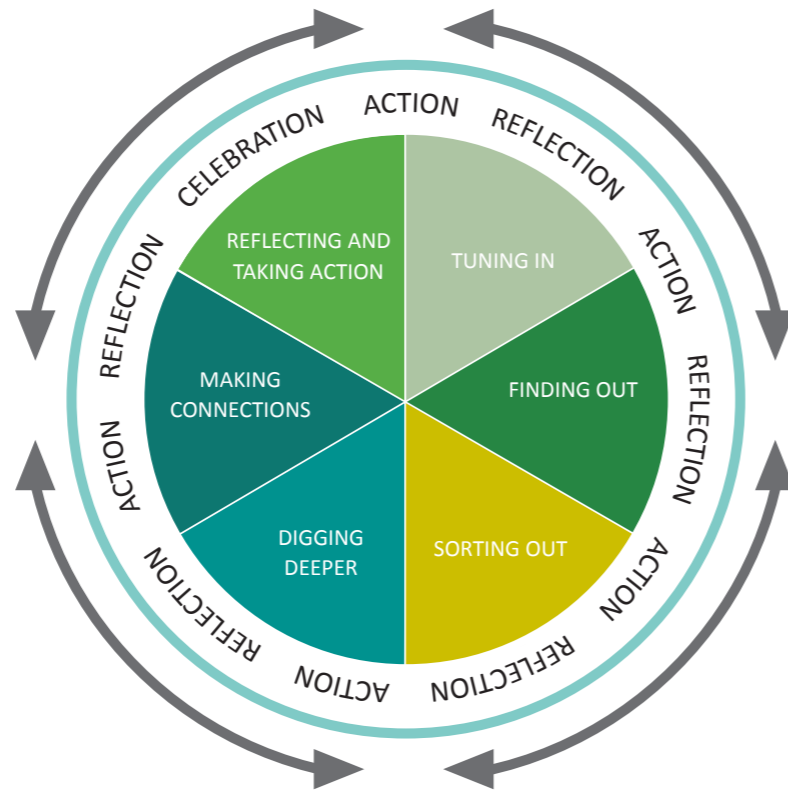 ACTION
REFLECTION
ACTION
REFLECTION
ACTION
REFLECTION
ACTION
REFLECTION
ACTION
REFLECTION
CELEBRATION
TUNING IN
FINDING OUT
SORTING OUT
DIGGING
DEEPER
MAKING
CONNECTIONS
REFLECTING AND
TAKING ACTION